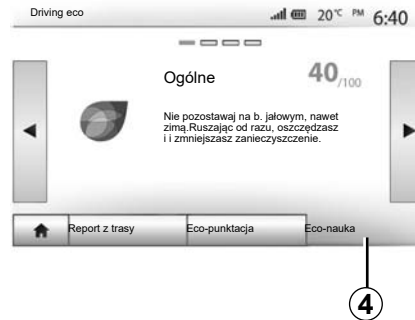 Driving eco
20°C PM 6:40
Ogólne
40/100
Nie pozostawaj na b. jałowym, nawet
zimą.Ruszając od razu, oszczędzasz
i i zmniejszasz zanieczyszczenie.
Report z trasy
Eco-punktacja
Eco-nauka
4